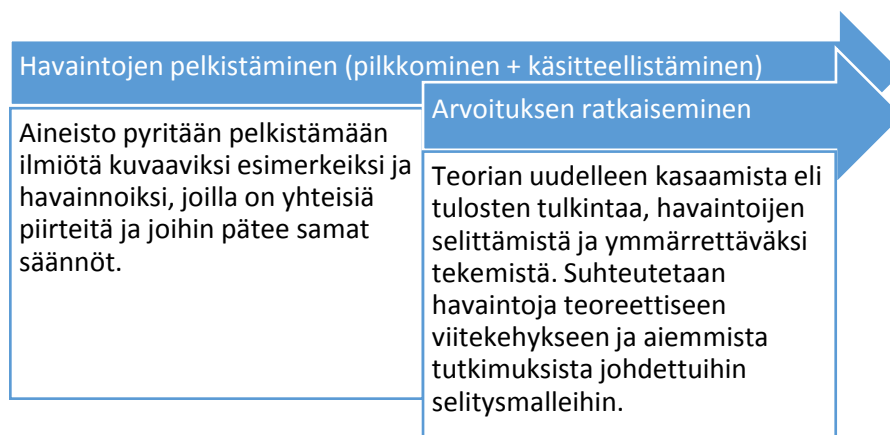 Havaintojen pelkistäminen (pilkkominen + käsitteellistäminen)
Aineisto pyritään pelkistämään
ilmiötä kuvaaviksi esimerkeiksi ja
havainnoiksi, joilla on yhteisiä
piirteitä ja joihin pätee samat
säännöt.
Arvoituksen ratkaiseminen
Teorian uudelleen kasaamista eli
tulosten tulkintaa, havaintoijen
selittämistä ja ymmärrettäväksi
tekemistä. Suhteutetaan
havaintoja teoreettiseen
viitekehykseen ja aiemmista
tutkimuksista johdettuihin
selitysmalleihin.